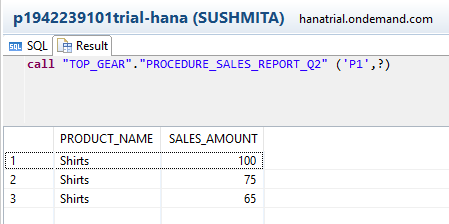 p1942239101trial-hana (SUSHMITA) hanatrial.ondemand.com
SQL Result
call "TOP_GEAR"."PROCEDURE_SALES_REPORT_Q2" ('P1',?)
PRODUCT_NAME SALES_AMOUNT
1 Shirts 100
2 Shirts 75
3 Shirts 65